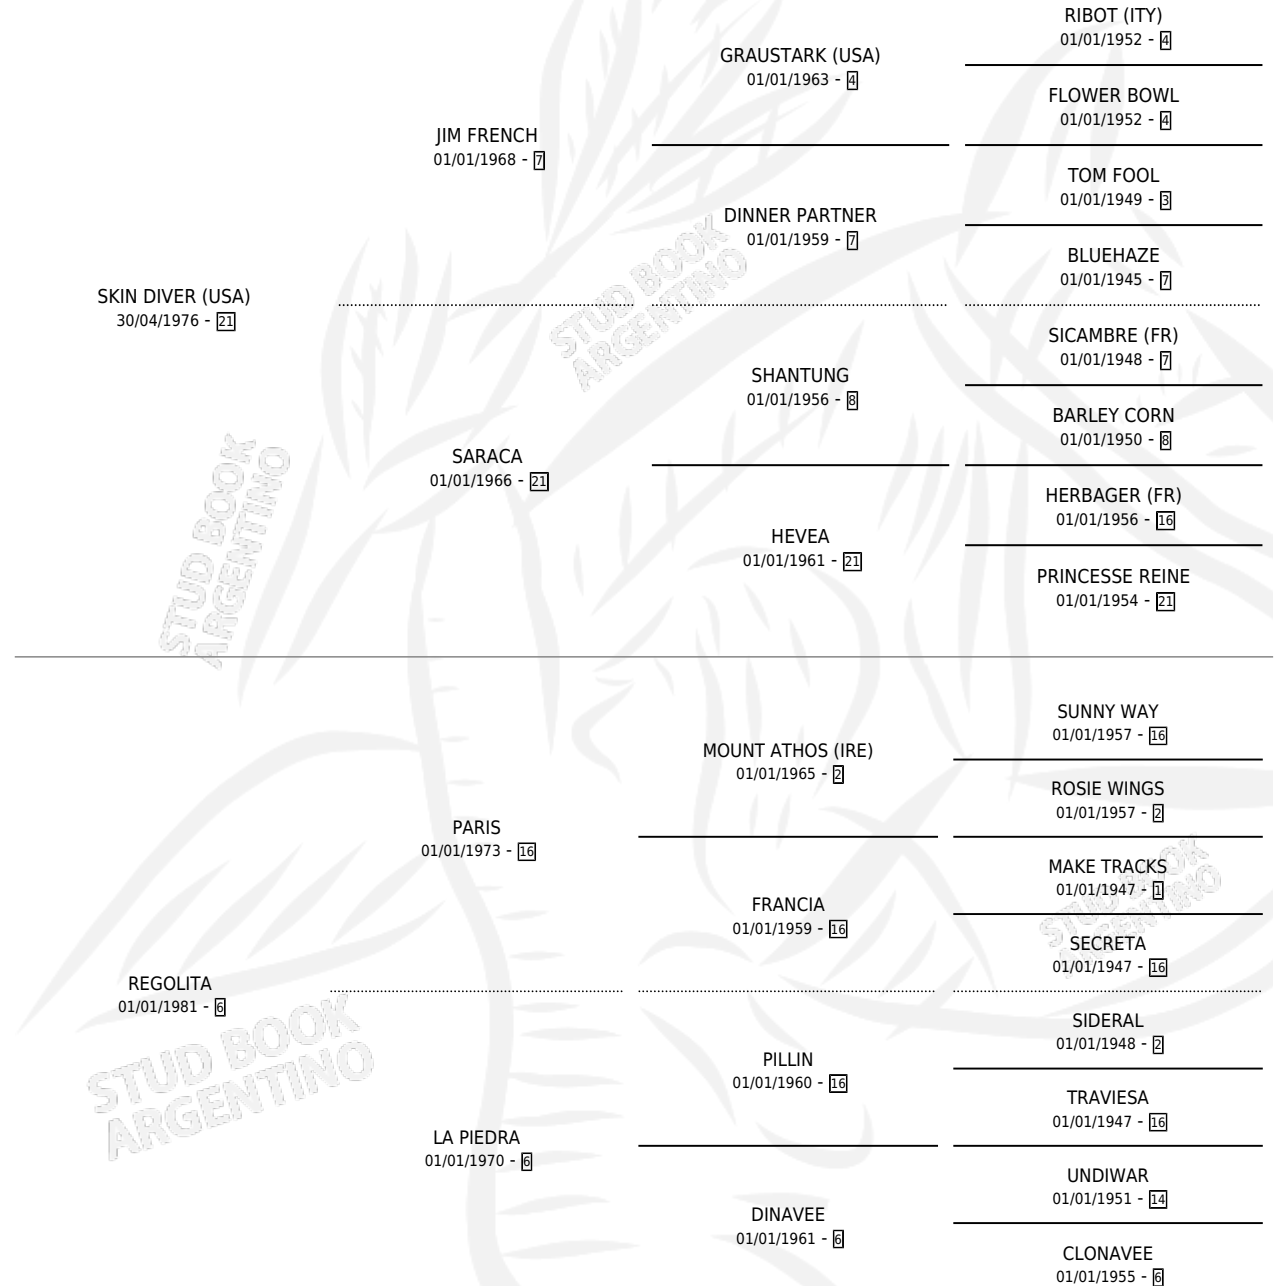 RIBOT (ITY)
01/01/1952 - 4
GRAUSTARK (USA)
01/01/1963 - 4
FLOWER BOWL
01/01/1952 - 4
JIM FRENCH
01/01/1968 - 7
TOM FOOL
01/01/1949 - 3
DINNER PARTNER
01/01/1959 - 7
BLUEHAZE
01/01/1945 - 7
SKIN DIVER (USA)
30/04/1976 - 21
SICAMBRE (FR)
01/01/1948 - 7
SHANTUNG
01/01/1956 - 8
BARLEY CORN
01/01/1950 - 8
SARACA
01/01/1966 - 21
HERBAGER (FR)
01/01/1956 - 16
HEVEA
01/01/1961 - 21
PRINCESSE REINE
01/01/1954 - 21
SUNNY WAY
01/01/1957 - 16
MOUNT ATHOS (IRE)
01/01/1965 - 2
ROSIE WINGS
01/01/1957 - 2
PARIS
01/01/1973 - 16
MAKE TRACKS
01/01/1947 - 1
FRANCIA
01/01/1959 - 16
SECRETA
01/01/1947 - 16
REGOLITA
01/01/1981 - 6
SIDERAL
01/01/1948 - 2
PILLIN
01/01/1960 - 16
TRAVIESA
01/01/1947 - 16
LA PIEDRA
01/01/1970 - 6
UNDIWAR
01/01/1951 - 14
DINAVEE
01/01/1961 - 6
CLONAVEE
01/01/1955 - 6
STUD BOOK
ARGENTINO
STUD BOOK
ARGENTINO
STUD BOOK
ARGENTINO
STUD BOOK
ARGENTINO